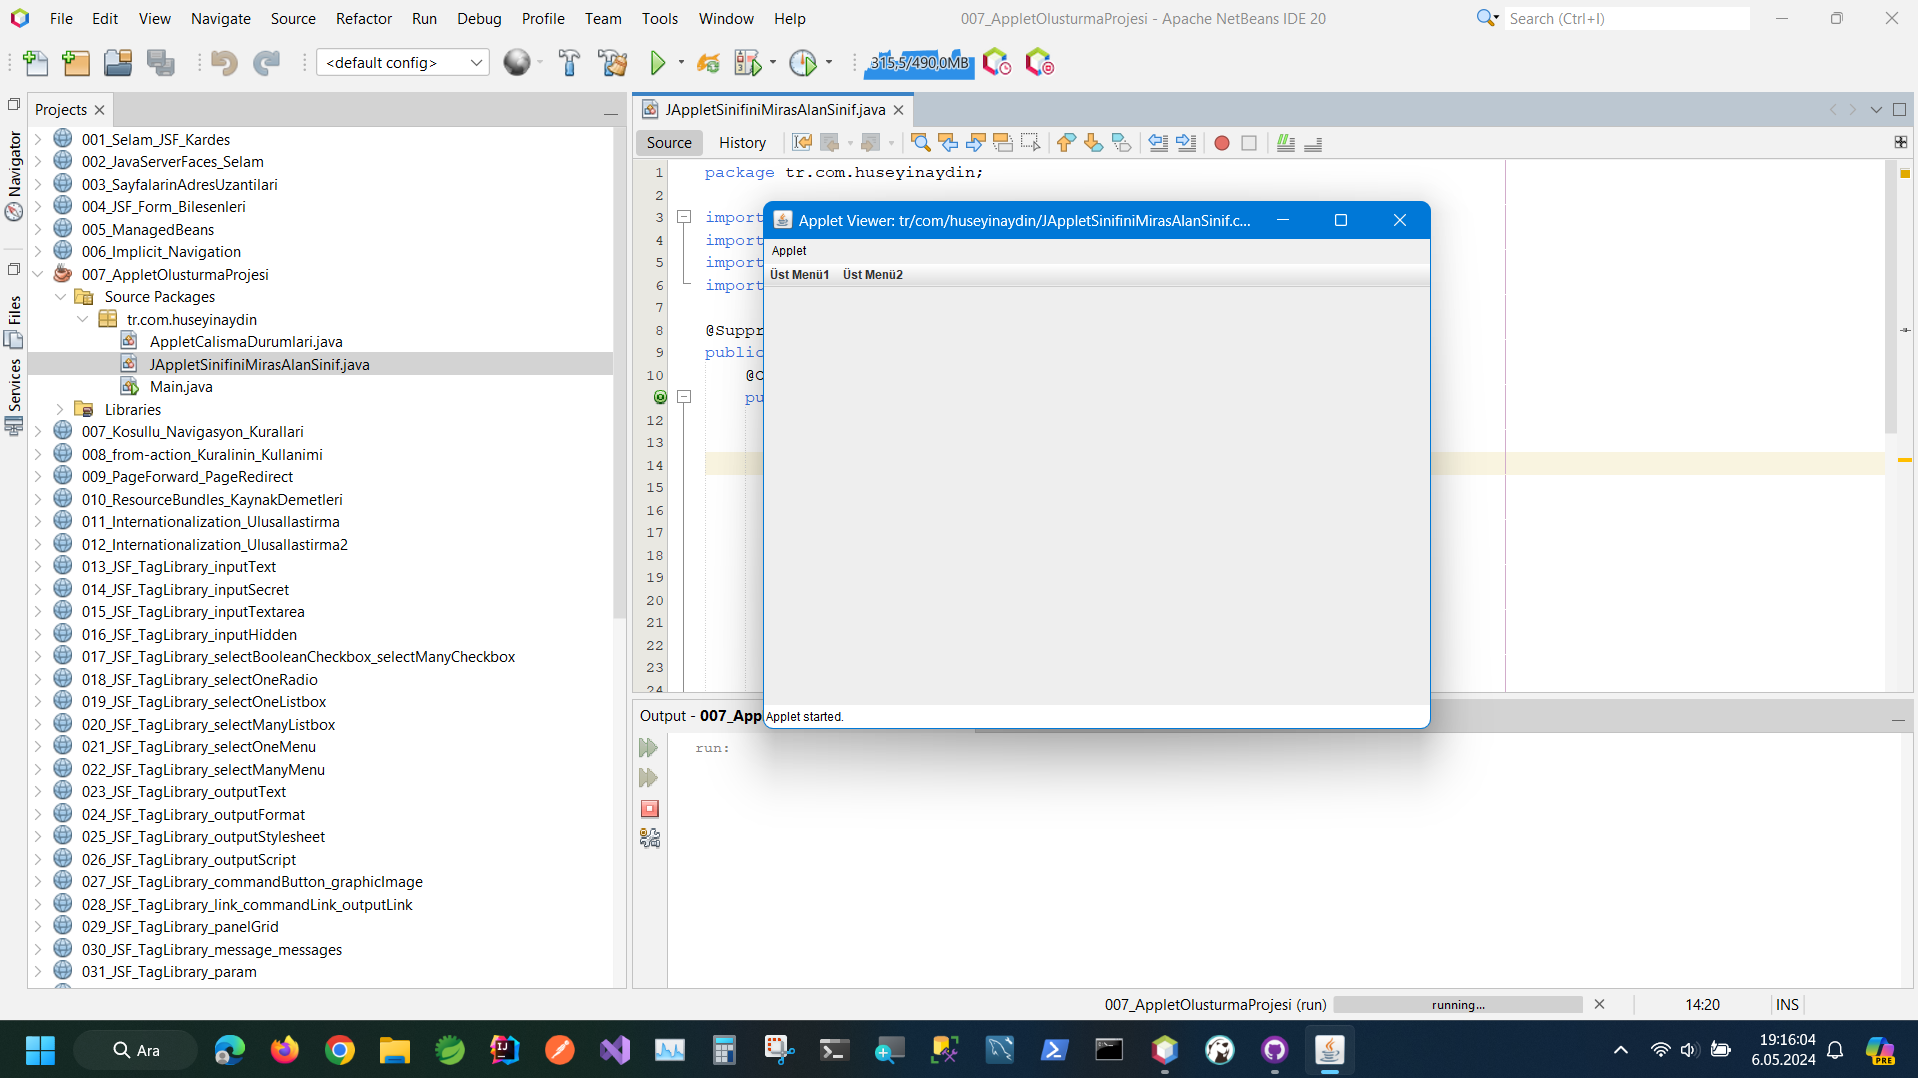 File Edit View Navigate Source Refactor Run Debug Profile Team Tools Window Help
007_AppletOlusturmaProjesi - Apache NetBeans IDE 20
Search (Ctrl+I)
<default config>
315,5/490,0MB
Navigator
Files
Services
Projects
001_Selam_JSF_Kardes
002_JavaServerFaces_Selam
003_SayfalarinAdresUzantilari
004_JSF_Form_Bilesenleri
005_ManagedBeans
006_Implicit_Navigation
007_AppletOlusturmaProjesi
Source Packages
tr.com.huseyinaydin
AppletCalismaDurumlari.java
JAppletSinifiniMirasAlanSinif.java
Main.java
Libraries
007_Kosullu_Navigasyon_Kurallari
008_from-action_Kuralinin_Kullanimi
009_PageForward_PageRedirect
010_ResourceBundles_KaynakDemetleri
011_Internationalization_Ulusallastirma
012_Internationalization_Ulusallastirma2
013_JSF_TagLibrary_inputText
014_JSF_TagLibrary_inputSecret
015_JSF_TagLibrary_inputTextarea
016_JSF_TagLibrary_inputHidden
017_JSF_TagLibrary_selectBooleanCheckbox_selectManyCheckbox
018_JSF_TagLibrary_selectOneRadio
019_JSF_TagLibrary_selectOneListbox
020_JSF_TagLibrary_selectManyListbox
021_JSF_TagLibrary_selectOneMenu
022_JSF_TagLibrary_selectManyMenu
023_JSF_TagLibrary_outputText
024_JSF_TagLibrary_outputFormat
025_JSF_TagLibrary_outputStylesheet
026_JSF_TagLibrary_outputScript
027_JSF_TagLibrary_commandButton_graphicImage
028_JSF_TagLibrary_link_commandLink_outputLink
029_JSF_TagLibrary_panelGrid
030_JSF_TagLibrary_message_messages
031_JSF_TagLibrary_param
JAppletSinifiniMirasAlanSinif.java
Source History
1 package tr.com.huseyinaydin;
2
3 import
4 import
5 import
6 import
7
8 @Suppr
9 public
10 @O
pu
12
13
14
15
16
17
18
19
20
21
22
23
24
Applet Viewer: tr/com/huseyinaydin/JAppletSinifiniMirasAlanSinif.c...
Applet
Üst Menü1 Üst Menü2
Applet started.
Output - 007_App
run:
007_AppletOlusturmaProjesi (run) running... 14:20 INS
Ara
19:16:04
6.05.2024
PRE